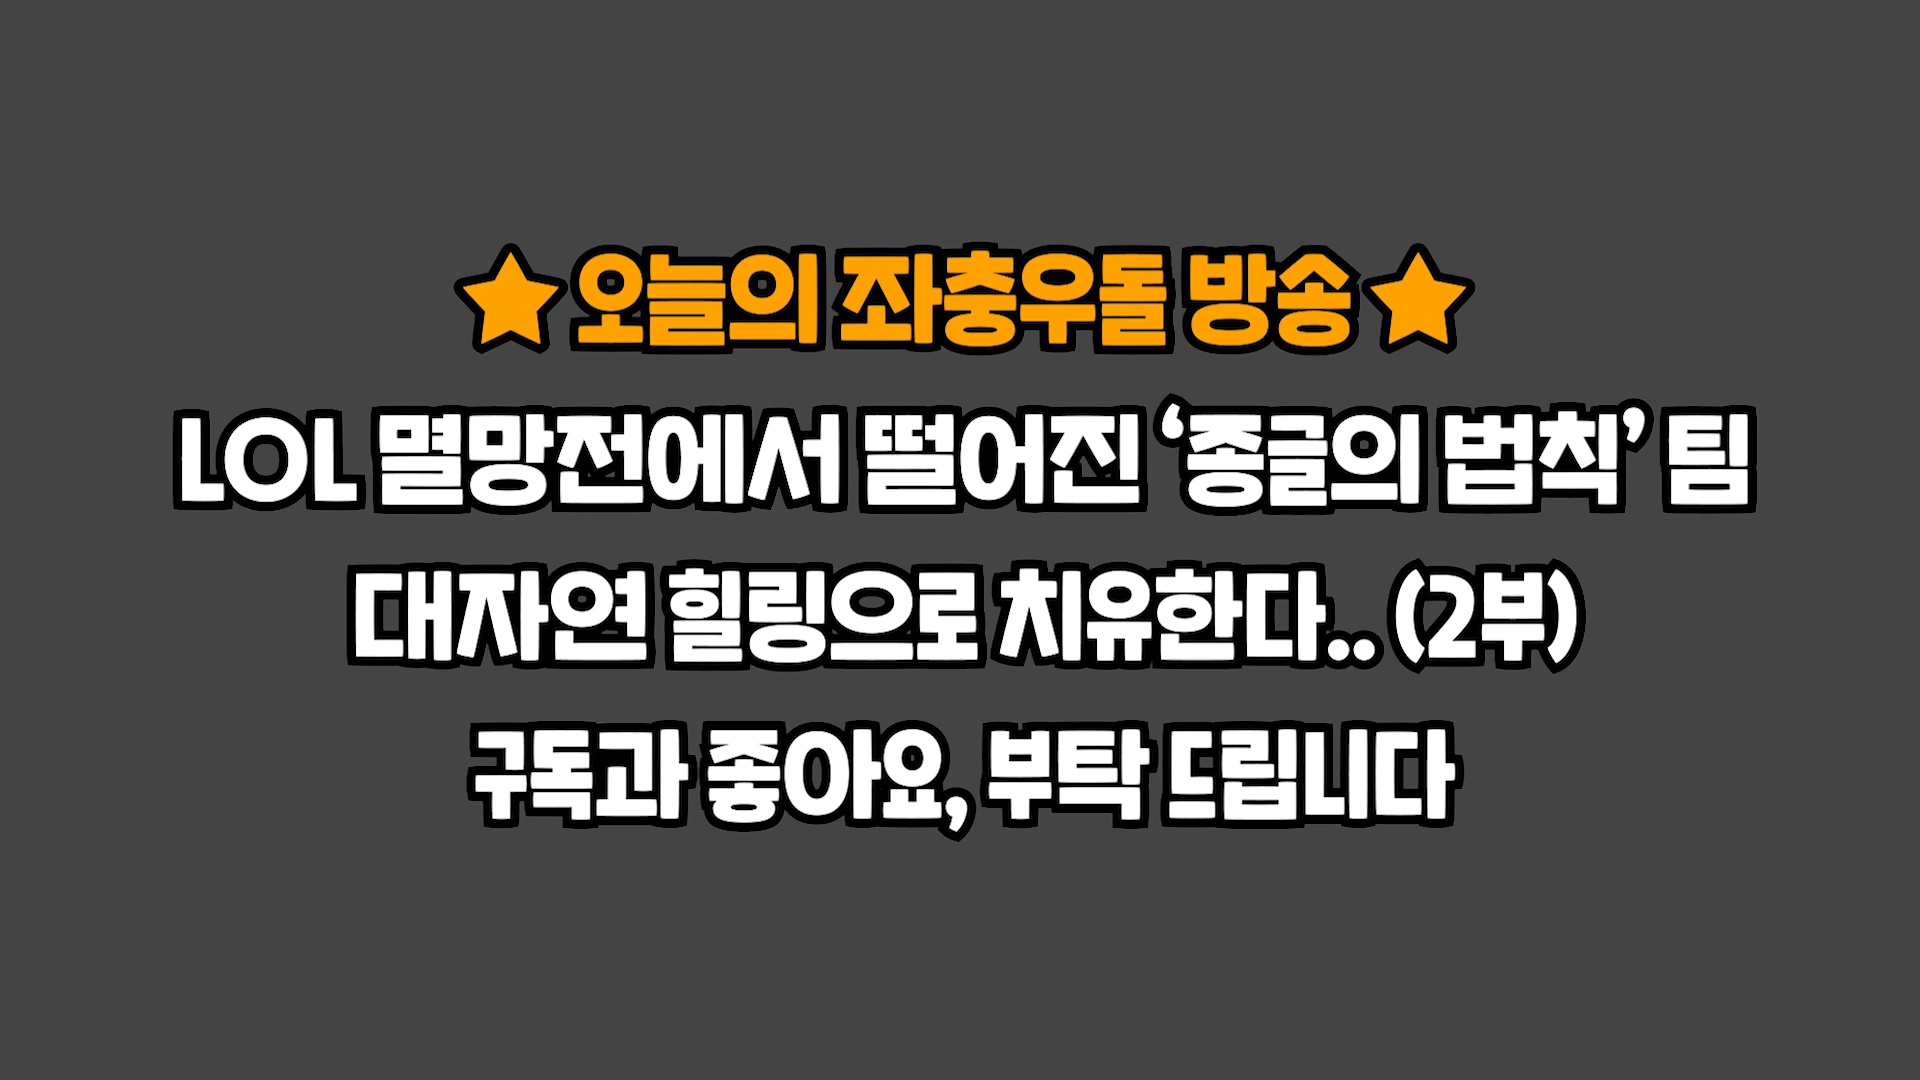 ★오늘의 좌충우돌 방송★
LOL 멸망전에서 떨어진 ‘종글의 법칙’ 팀
대자연 힐링으로 치유한다.. (2부)
구독과 좋아요, 부탁 드립니다